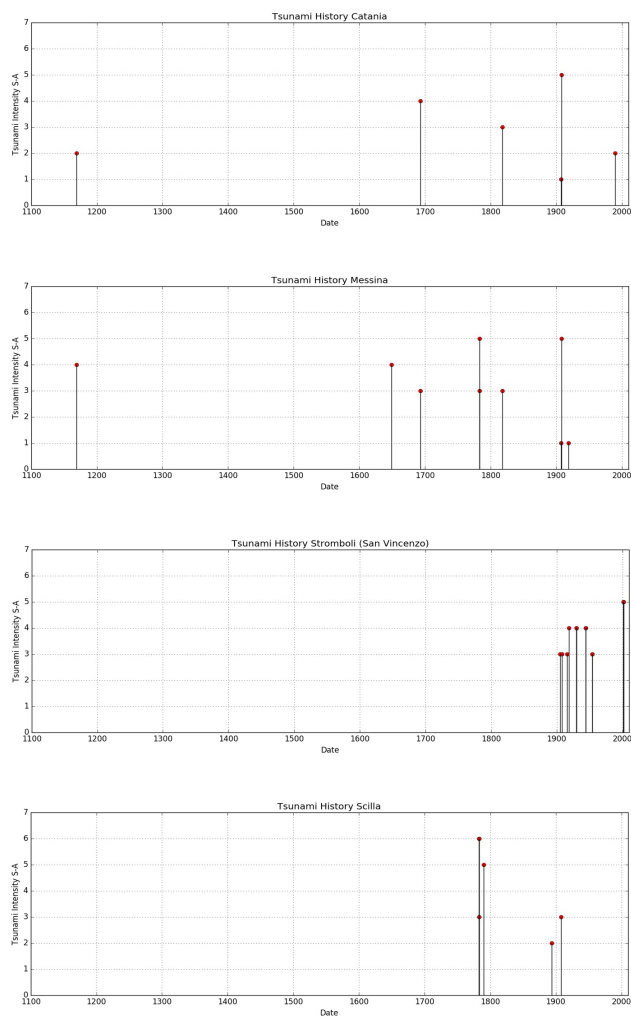 Tsunami History Catania
7
6
5
4
3
2
1
0
Tsunami Intensity S-A
1100 1200 1300 1400 1500 1600 1700 1800 1900 2000
Date
Tsunami History Messina
7
6
5
4
3
2
1
0
Tsunami Intensity S-A
1100 1200 1300 1400 1500 1600 1700 1800 1900 2000
Date
Tsunami History Stromboli (San Vincenzo)
7
6
5
4
3
2
1
0
Tsunami Intensity S-A
1100 1200 1300 1400 1500 1600 1700 1800 1900 2000
Date
Tsunami History Scilla
7
6
5
4
3
2
1
0
Tsunami Intensity S-A
1100 1200 1300 1400 1500 1600 1700 1800 1900 2000
Date